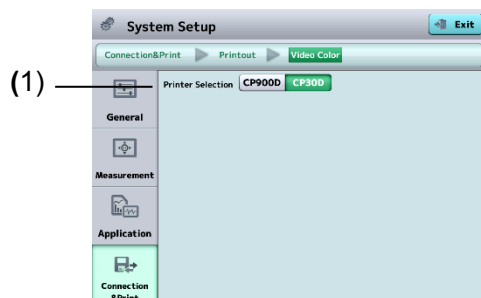 System Setup
Exit
Connection&Print
Printout
Video Color
(1)
Printer Selection
CP900D
CP30D
General
Measurement
Application
Connection
&Print